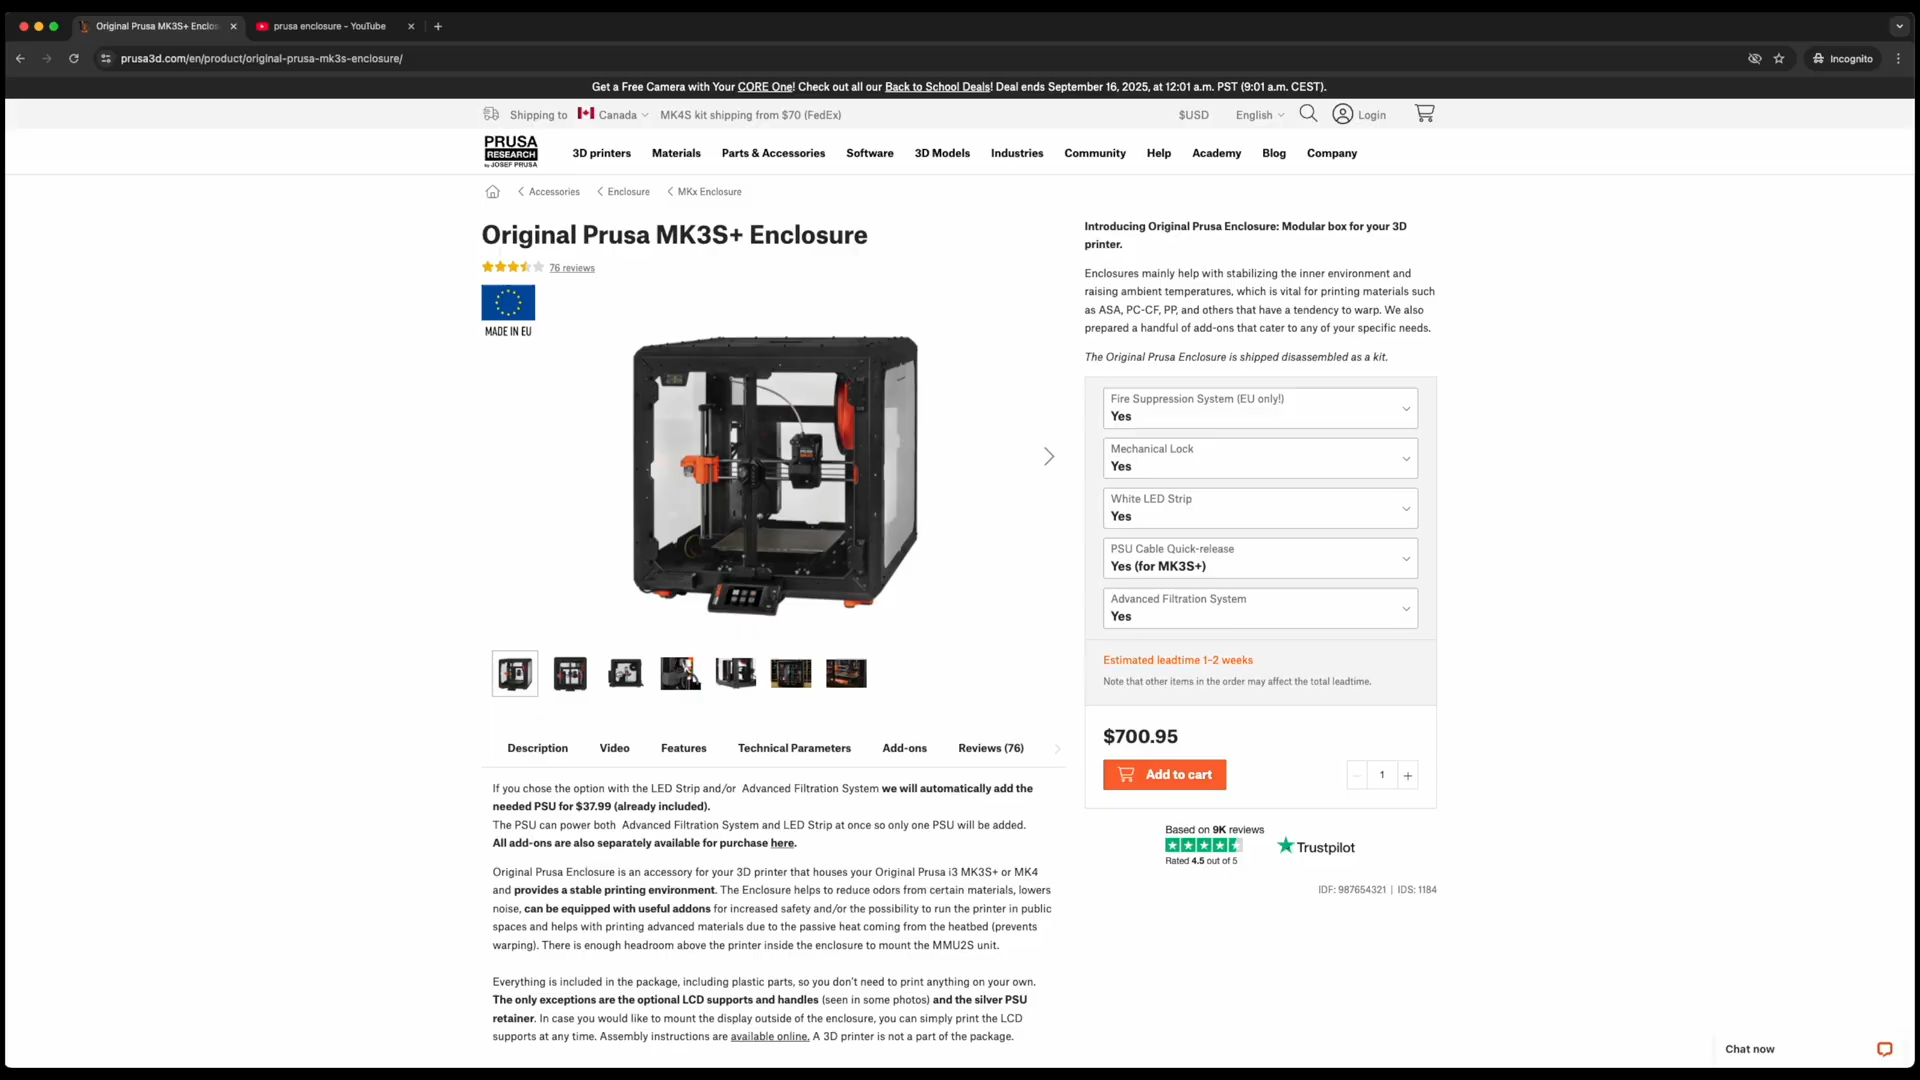 Original Prusa MK3S+ Enclos
prusa enclosure - YouTube
prusa3d.com/en/product/original-prusa-mk3s-enclosure/
Incognito
Get a Free Camera with Your CORE One! Check out all our Back to School Deals! Deal ends September 16, 2025, at 12:01 a.m. PST (9:01 a.m. CEST).
Shipping to Canada MK4S kit shipping from $70 (FedEx)
$USD English Login
PRUSA
RESEARCH
by JOSEF PRUSA
3D printers Materials Parts & Accessories Software 3D Models Industries Community Help Academy Blog Company
Accessories Enclosure MKx Enclosure
Original Prusa MK3S+ Enclosure
76 reviews
MADE IN EU
Introducing Original Prusa Enclosure: Modular box for your 3D
printer.
Enclosures mainly help with stabilizing the inner environment and
raising ambient temperatures, which is vital for printing materials such
as ASA, PC-CF, PP, and others that have a tendency to warp. We also
prepared a handful of add-ons that cater to any of your specific needs.
The Original Prusa Enclosure is shipped disassembled as a kit.
Fire Suppression System (EU only!)
Yes
Mechanical Lock
Yes
White LED Strip
Yes
PSU Cable Quick-release
Yes (for MK3S+)
Advanced Filtration System
Yes
Estimated leadtime 1-2 weeks
Note that other items in the order may affect the total leadtime.
$700.95
Add to cart
1
Based on 9K reviews
Trustpilot
Rated 4.5 out of 5
IDF: 987654321 | IDS: 1184
Description Video Features Technical Parameters Add-ons Reviews (76)
If you chose the option with the LED Strip and/or Advanced Filtration System we will automatically add the
needed PSU for $37.99 (already included).
The PSU can power both Advanced Filtration System and LED Strip at once so only one PSU will be added.
All add-ons are also separately available for purchase here.
Original Prusa Enclosure is an accessory for your 3D printer that houses your Original Prusa i3 MK3S+ or MK4
and provides a stable printing environment. The Enclosure helps to reduce odors from certain materials, lowers
noise, can be equipped with useful addons for increased safety and/or the possibility to run the printer in public
spaces and helps with printing advanced materials due to the passive heat coming from the heatbed (prevents
warping). There is enough headroom above the printer inside the enclosure to mount the MMU2S unit.
Everything is included in the package, including plastic parts, so you don't need to print anything on your own.
The only exceptions are the optional LCD supports and handles (seen in some photos) and the silver PSU
retainer. In case you would like to mount the display outside of the enclosure, you can simply print the LCD
supports at any time. Assembly instructions are available online. A 3D printer is not a part of the package.
Chat now